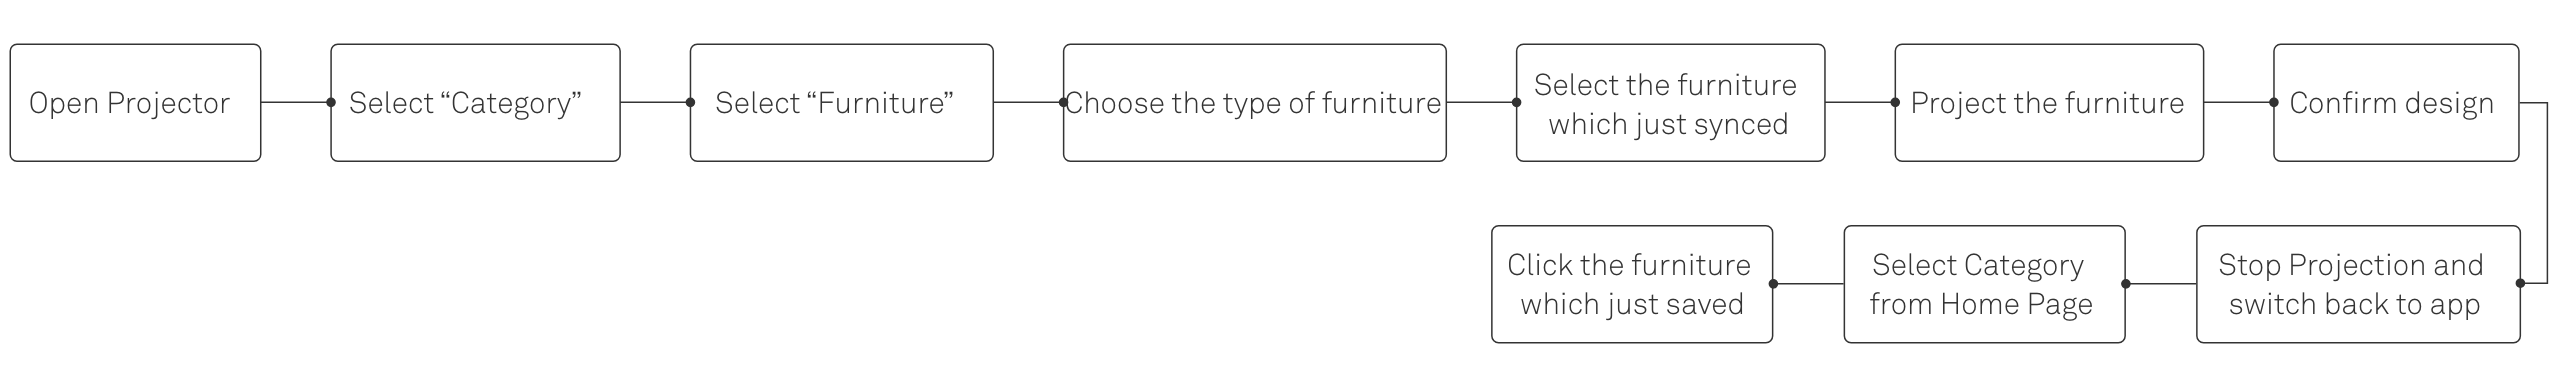 Open Projector
Select “Category”
Select “Furniture”
Choose the type of furniture
Select the furniture
which just synced
Project the furniture
Confirm design
Stop Projection and
switch back to app
Select Category
from Home Page
Click the furniture
which just saved